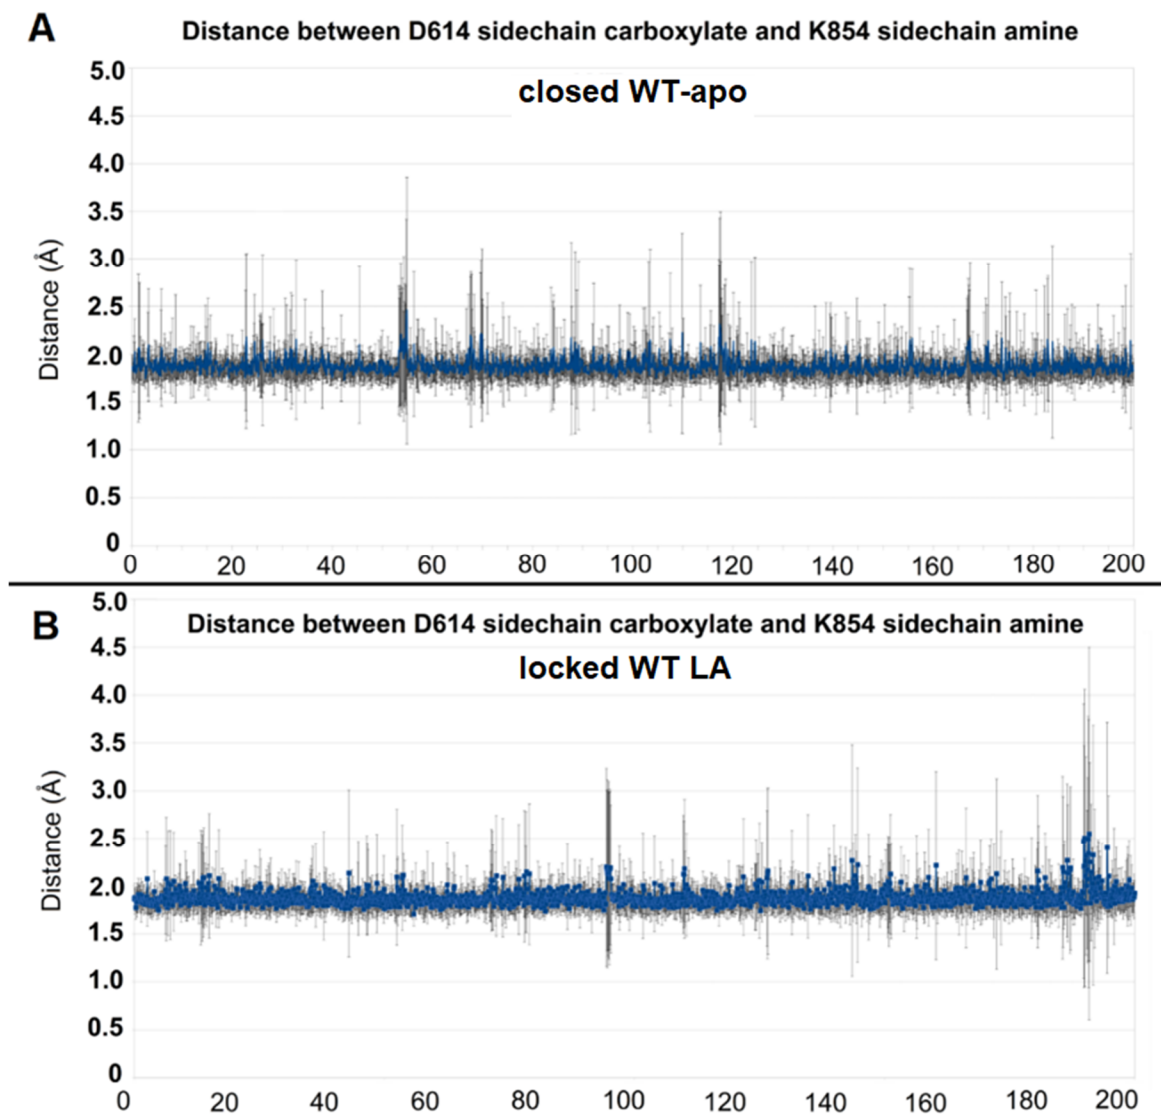 A
Distance between D614 sidechain carboxylate and K854 sidechain amine
closed WT-apo
5.0
4.5
4.0
3.5
3.0
2.5
2.0
1.5
1.0
0.5
0
Distance (Å)
0 20 40 60 80 100 120 140 160 180 200
B
Distance between D614 sidechain carboxylate and K854 sidechain amine
locked WT LA
5.0
4.5
4.0
3.5
3.0
2.5
2.0
1.5
1.0
0.5
0
Distance (Å)
0 20 40 60 80 100 120 140 160 180 200